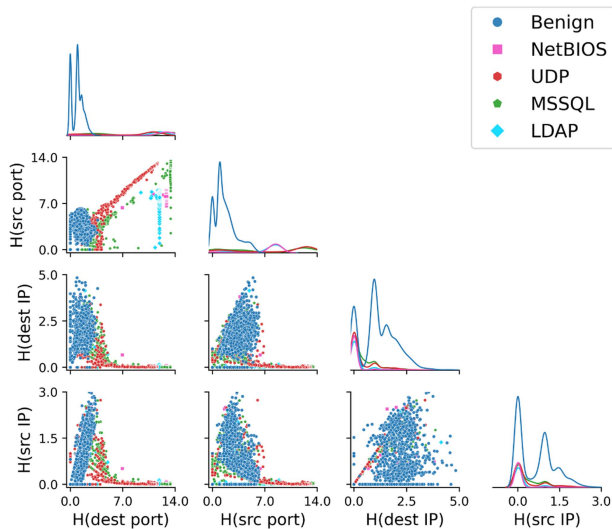 Benign
NetBIOS
UDP
MSSQL
LDAP
14.0
7.0
0.0
H(src port)
5.0
2.5
0.0
H(dest IP)
3.0
1.5
0.0
H(src IP)
0.0 7.0 14.0
H(dest port)
0.0 7.0 14.0
H(src port)
0.0 2.5 5.0
H(dest IP)
0.0 1.5 3.0
H(src IP)